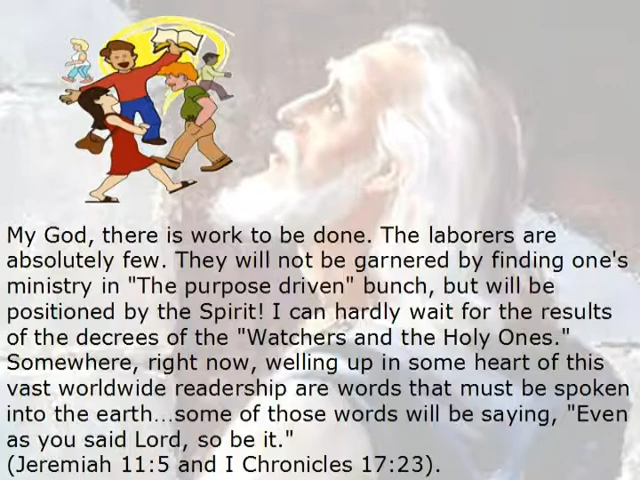 My God, there is work to be done. The laborers are
absolutely few. They will not be garnered by finding one's
ministry in "The purpose driven" bunch, but will be
positioned by the Spirit! I can hardly wait for the results
of the decrees of the "Watchers and the Holy Ones."
Somewhere, right now, welling up in some heart of this
vast worldwide readership are words that must be spoken
into the earth…some of those words will be saying, "Even
as you said Lord, so be it."
(Jeremiah 11:5 and I Chronicles 17:23).